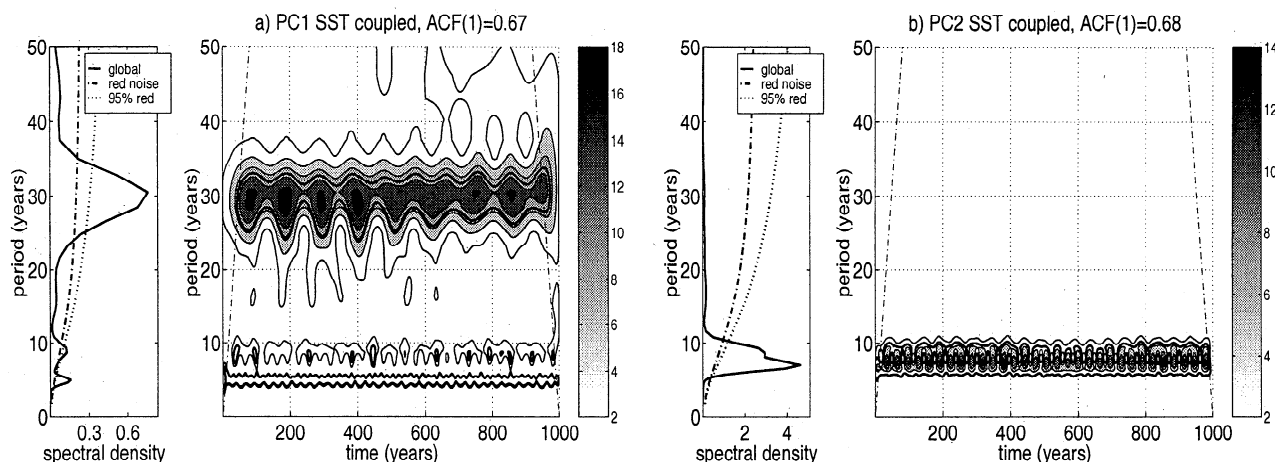 a) PC1 SST coupled, ACF(1)=0.67
50
40
30
20
10
0
period (years)
global
red noise
95% red
0.3 0.6
spectral density
50
40
30
20
10
0
period (years)
200 400 600 800 1000
time (years)
18
16
14
12
10
8
6
4
2
b) PC2 SST coupled, ACF(1)=0.68
50
40
30
20
10
0
period (years)
global
red noise
95% red
2 4
spectral density
50
40
30
20
10
0
period (years)
200 400 600 800 1000
time (years)
14
12
10
8
6
4
2